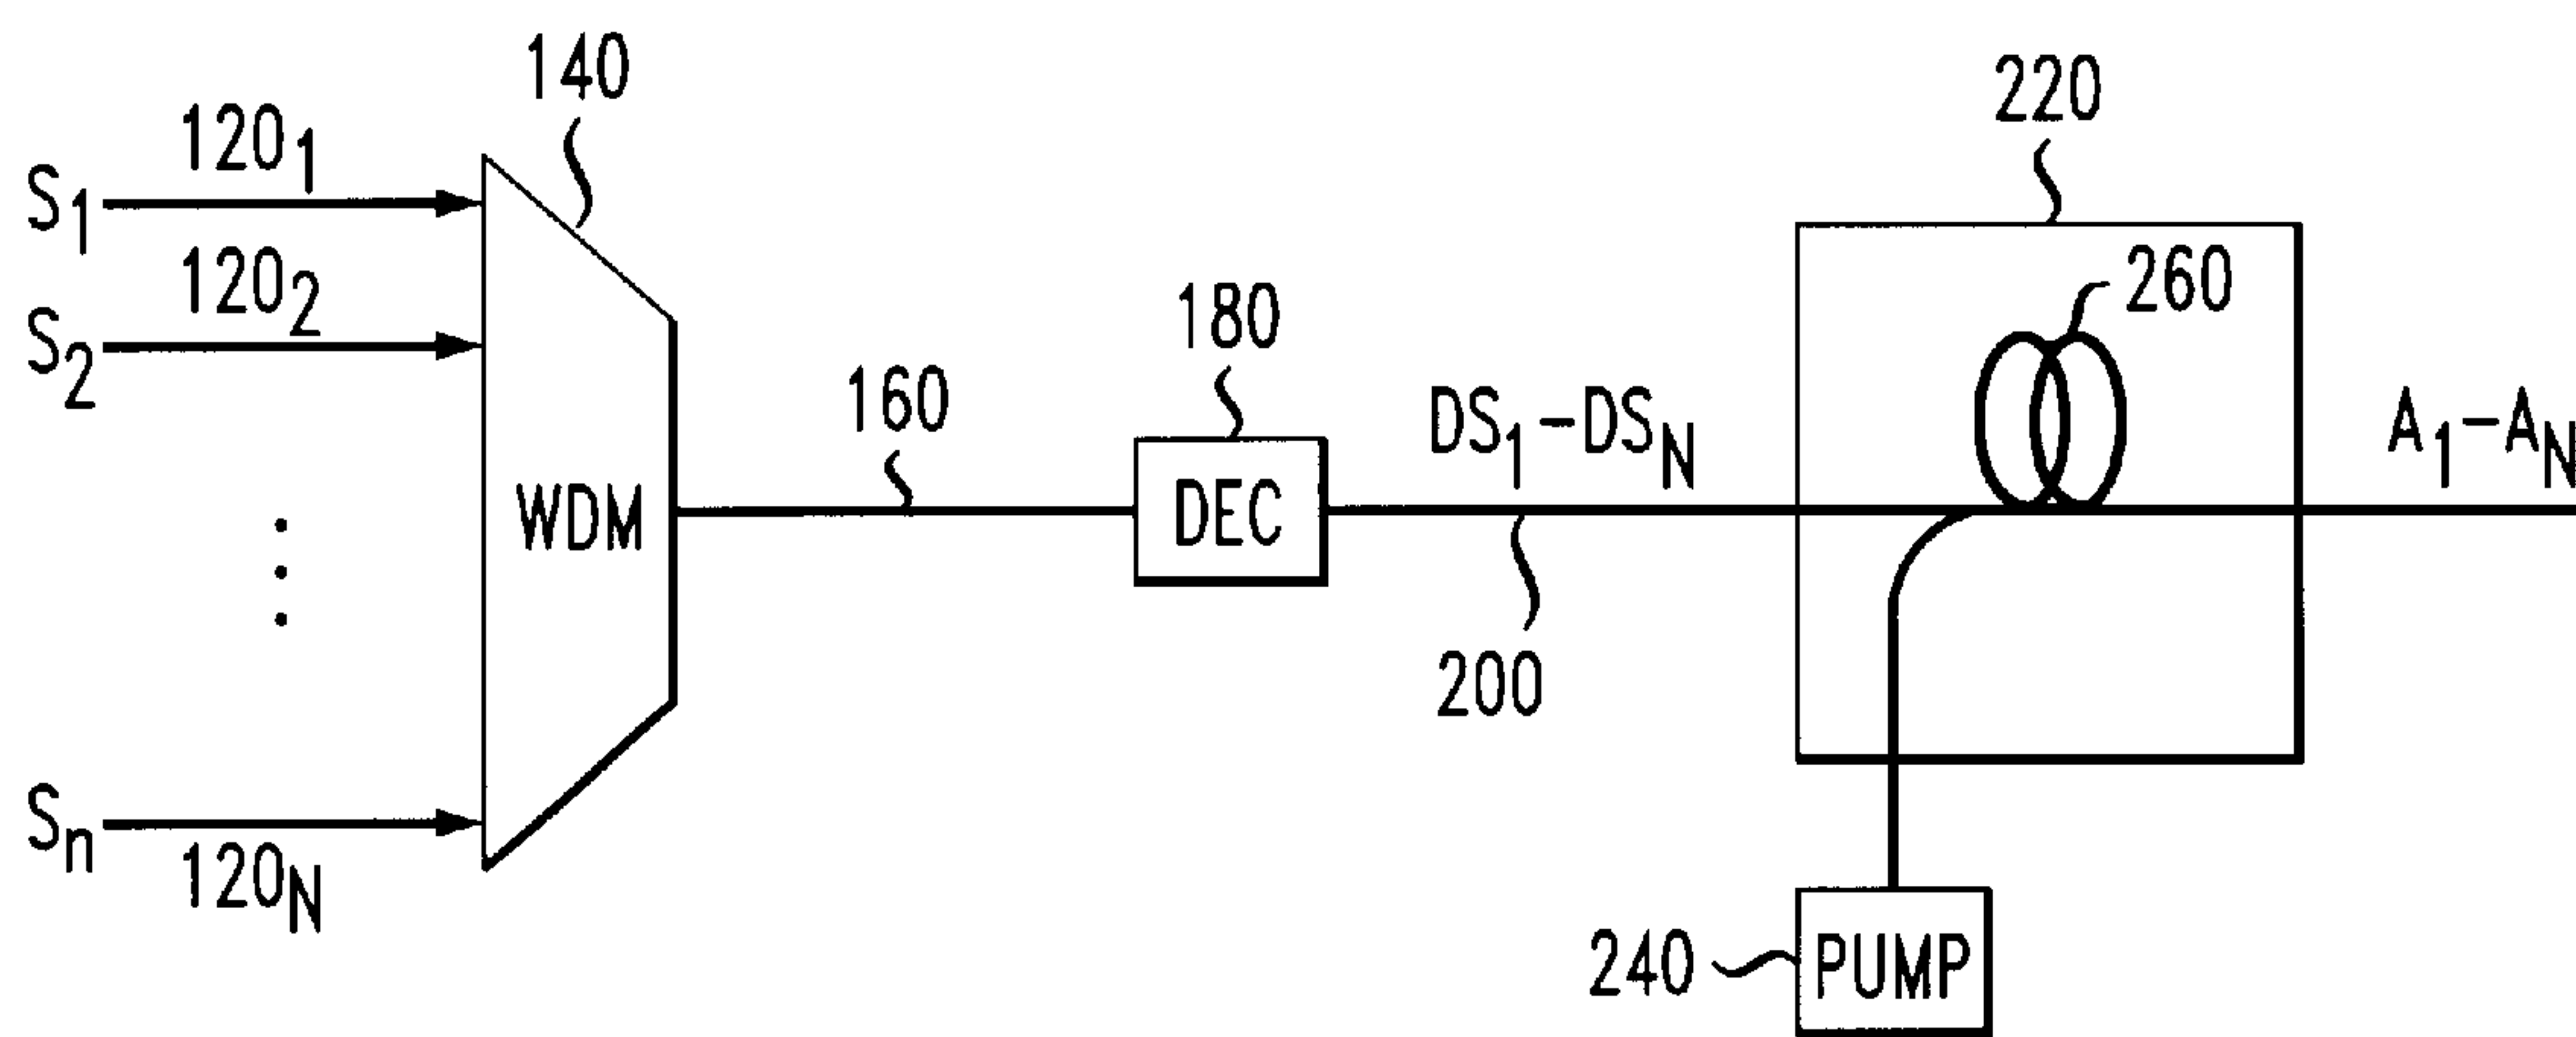 140
220
120₁
S₁
120₂
260
S₂
180
160
DS₁-DS_N
A₁-A_N
WDM
DEC
200
Sₙ
120_N
240
PUMP